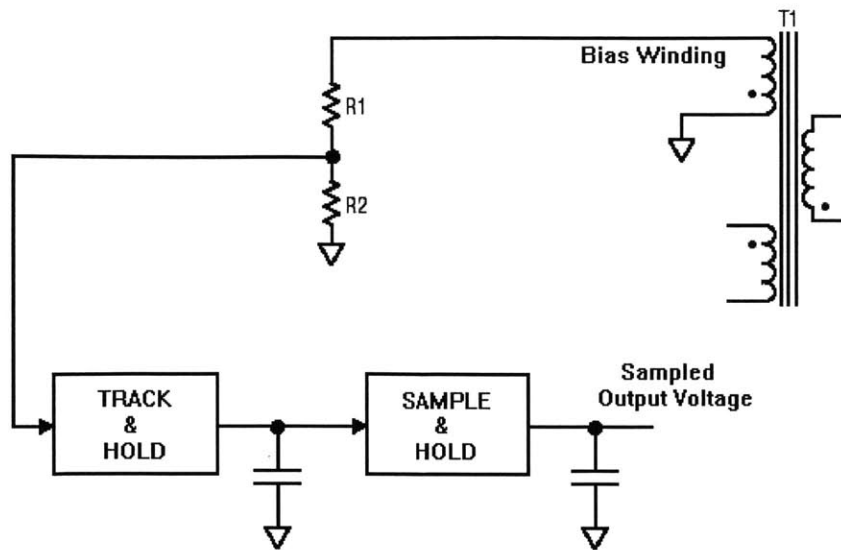 T1
Bias Winding
R1
R2
TRACK
&
HOLD
SAMPLE
&
HOLD
Sampled
Output Voltage